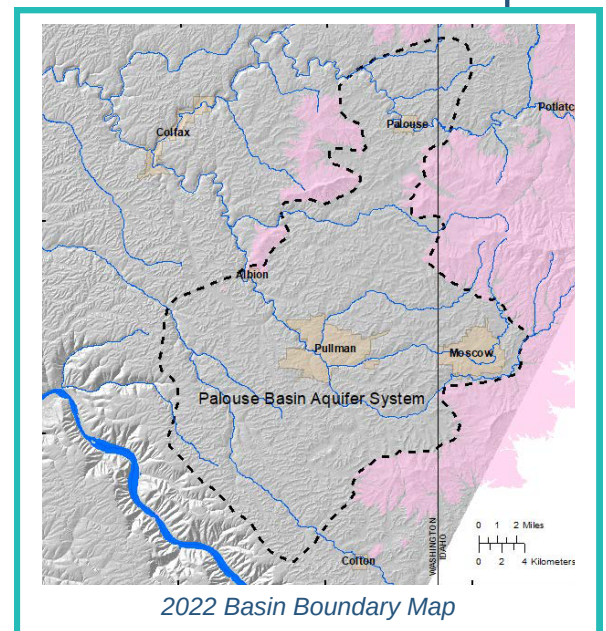 Potlatc
Palouse
Colfax
Albion
Pullman
Moscow
Palouse Basin Aquifer System
WASHINGTON
IDAHO
0 1 2 Miles
0 2 4 Kilometers
Colton
2022 Basin Boundary Map